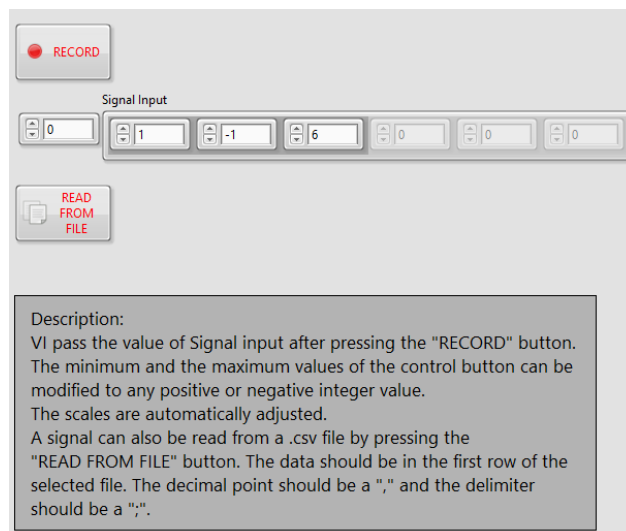 RECORD
Signal Input
0 1 -1 6 0 0 0
READ
FROM
FILE
Description:
VI pass the value of Signal input after pressing the "RECORD" button.
The minimum and the maximum values of the control button can be
modified to any positive or negative integer value.
The scales are automatically adjusted.
A signal can also be read from a .csv file by pressing the
"READ FROM FILE" button. The data should be in the first row of the
selected file. The decimal point should be a "," and the delimiter
should be a ";".